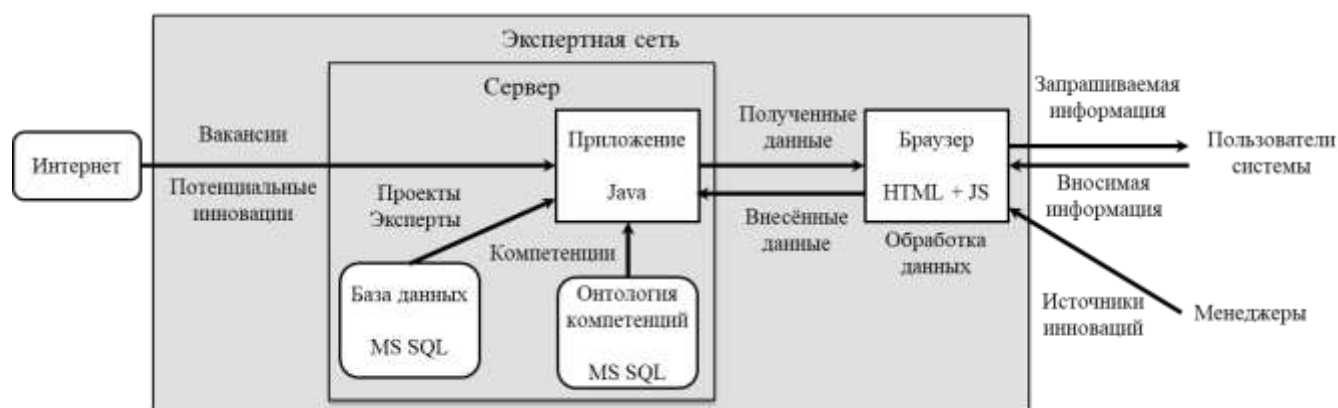 Экспертная сеть
Сервер
Интернет
Вакансии
Потенциальные
инновации
Проекты
Эксперты
Приложение
Java
Компетенции
База данных
MS SQL
Онтология
компетенций
MS SQL
Полученные
данные
Внесённые
данные
Браузер
HTML + JS
Обработка
данных
Запрашиваемая
информация
Пользователи
системы
Вносимая
информация
Источники
инноваций
Менеджеры